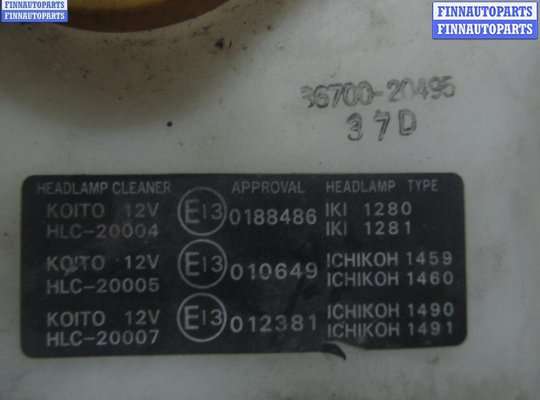 FINNAUTOPARTS
FINNAUTOPARTS
FINNAUTOPARTS
FINNAUTOPARTS
36700-20495
37D
HEADLAMP CLEANER APPROVAL HEADLAMP TYPE
KOITO 12V E13 0188486 IKI 1280
HLC-20004 IKI 1281
KOITO 12V E13 010649 ICHIKOH 1459
HLC-20005 ICHIKOH 1460
KOITO 12V E13 012381 ICHIKOH 1490
HLC-20007 ICHIKOH 1491